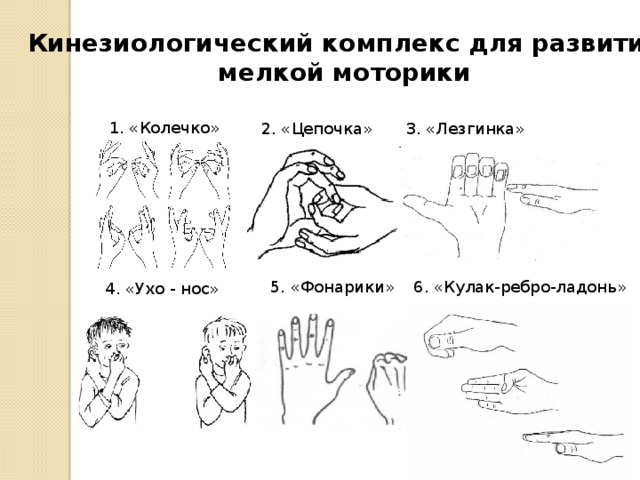 Кинезиологический комплекс для развити
мелкой моторики
1. «Колечко»
2. «Цепочка»
3. «Лезгинка»
4. «Ухо - нос»
5. «Фонарики»
6. «Кулак-ребро-ладонь»